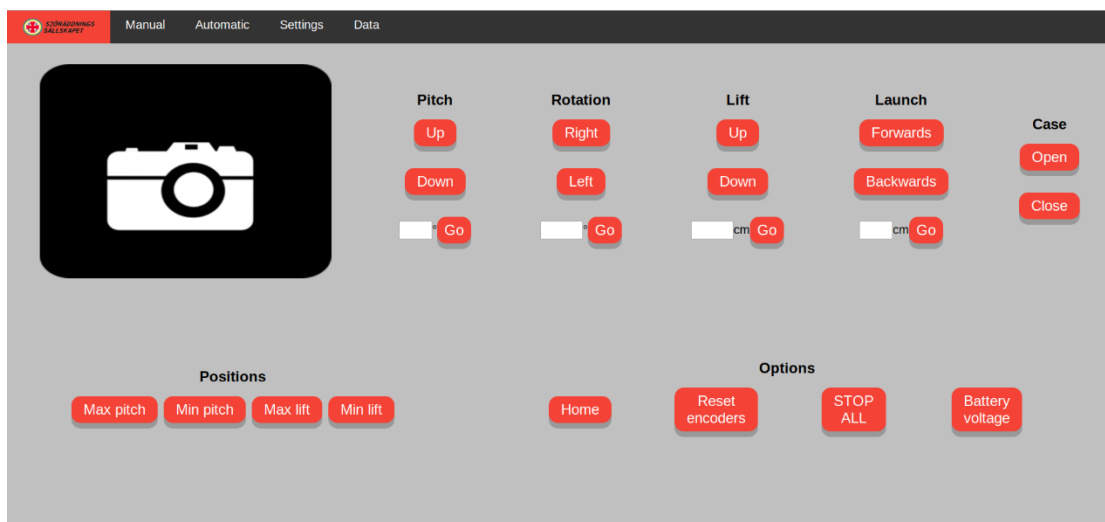 SJÖRÄDDNINGS
SÄLLSKAPET
Manual Automatic Settings Data
Pitch Rotation Lift Launch
Case
Up Right Up Forwards
Open
Down Left Down Backwards
Close
° Go ° Go cm Go cm Go
Options
Positions
Max pitch Min pitch Max lift Min lift Home
Reset
encoders
STOP
ALL
Battery
voltage